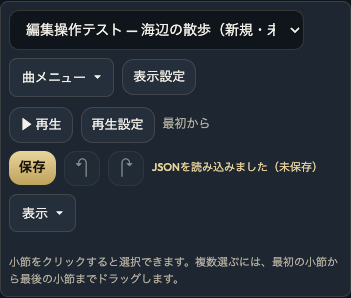 編集操作テスト — 海辺の散歩（新規・
曲メニュー 表示設定
再生 再生設定 最初から
保存 JSONを読み込みました（未保存）
表示
小節をクリックすると選択できます。複数選ぶには、最初の小節か
ら最後の小節までドラッグします。